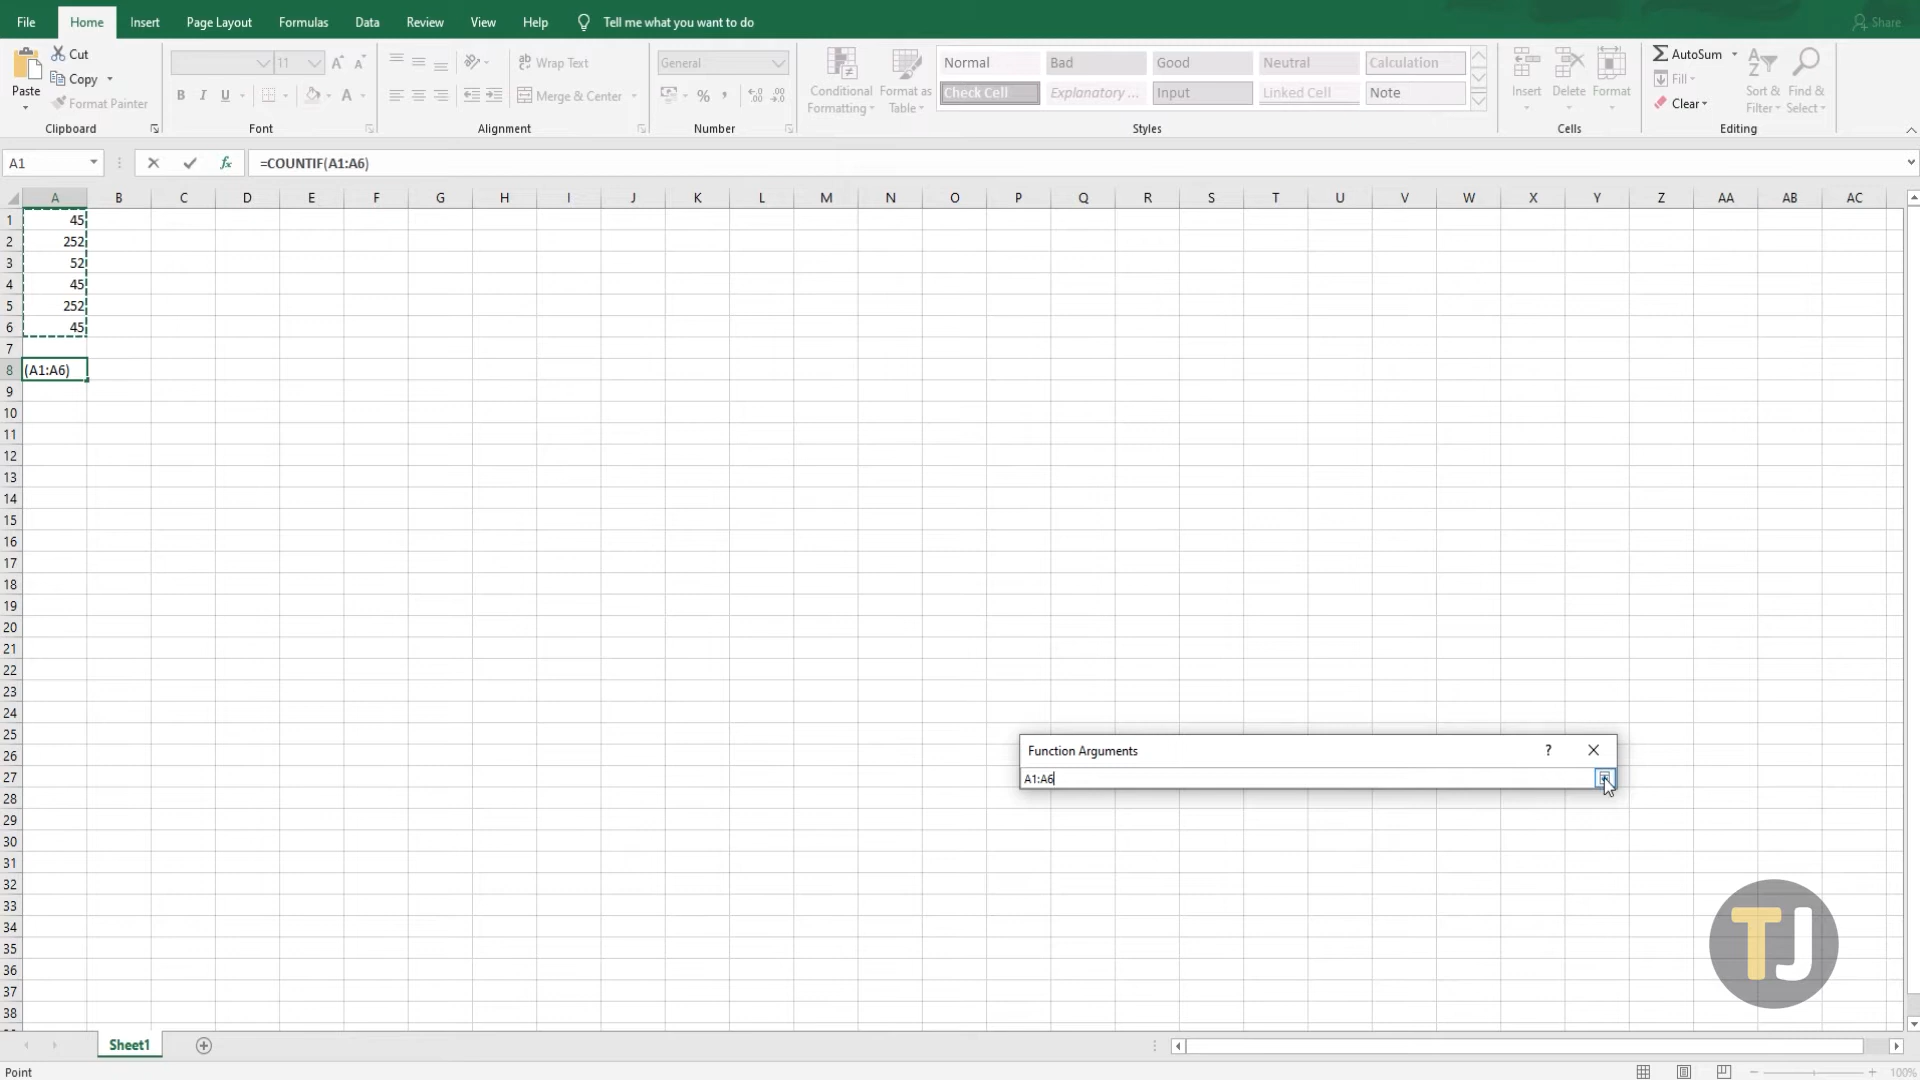 File Home Insert Page Layout Formulas Data Review View Help Tell me what you want to do Share
Paste Cut Copy Format Painter Clipboard
11 A A B I U A Font
ab Wrap Text Merge & Center Alignment
General % , Number
Conditional Formatting Format as Table
Normal Bad Good Neutral Calculation
Check Cell Explanatory ... Input Linked Cell Note
Styles
Insert Delete Format Cells
AutoSum Fill Clear Sort & Filter Find & Select Editing
A1 fx =COUNTIF(A1:A6)
A B C D E F G H I J K L M N O P Q R S T U V W X Y Z AA AB AC
1 45
2 252
3 52
4 45
5 252
6 45
7
8 (A1:A6)
9
10
11
12
13
14
15
16
17
18
19
20
21
22
23
24
25
Function Arguments ?
26
A1:A6
27
28
29
30
31
32
33
34
TJ
35
36
37
38
Sheet1
Point 100%